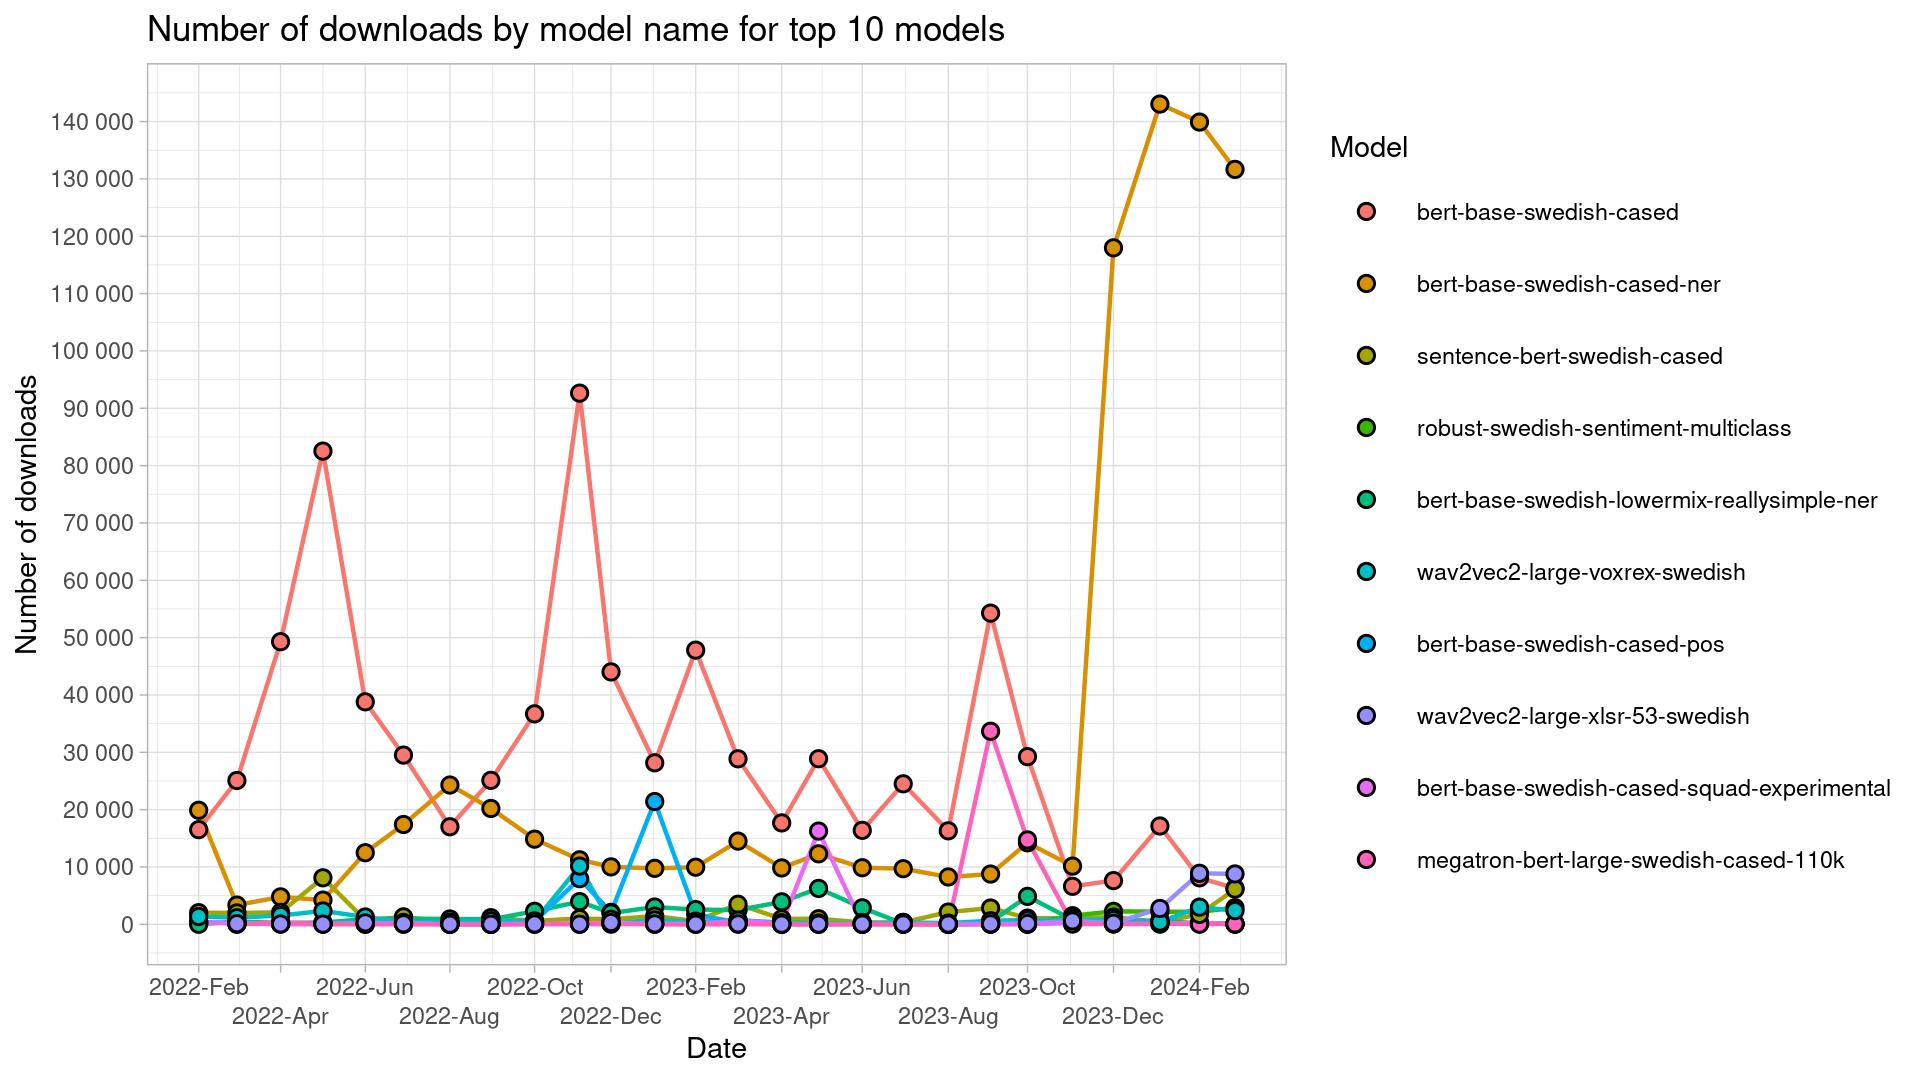 Number of downloads by model name for top 10 models
Number of downloads
140 000
130 000
120 000
110 000
100 000
90 000
80 000
70 000
60 000
50 000
40 000
30 000
20 000
10 000
0
2022-Feb
2022-Apr
2022-Jun
2022-Aug
2022-Oct
2022-Dec
2023-Feb
2023-Apr
2023-Jun
2023-Aug
2023-Oct
2023-Dec
2024-Feb
Date
Model
bert-base-swedish-cased
bert-base-swedish-cased-ner
sentence-bert-swedish-cased
robust-swedish-sentiment-multiclass
bert-base-swedish-lowermix-reallysimple-ner
wav2vec2-large-voxrex-swedish
bert-base-swedish-cased-pos
wav2vec2-large-xlsr-53-swedish
bert-base-swedish-cased-squad-experimental
megatron-bert-large-swedish-cased-110k